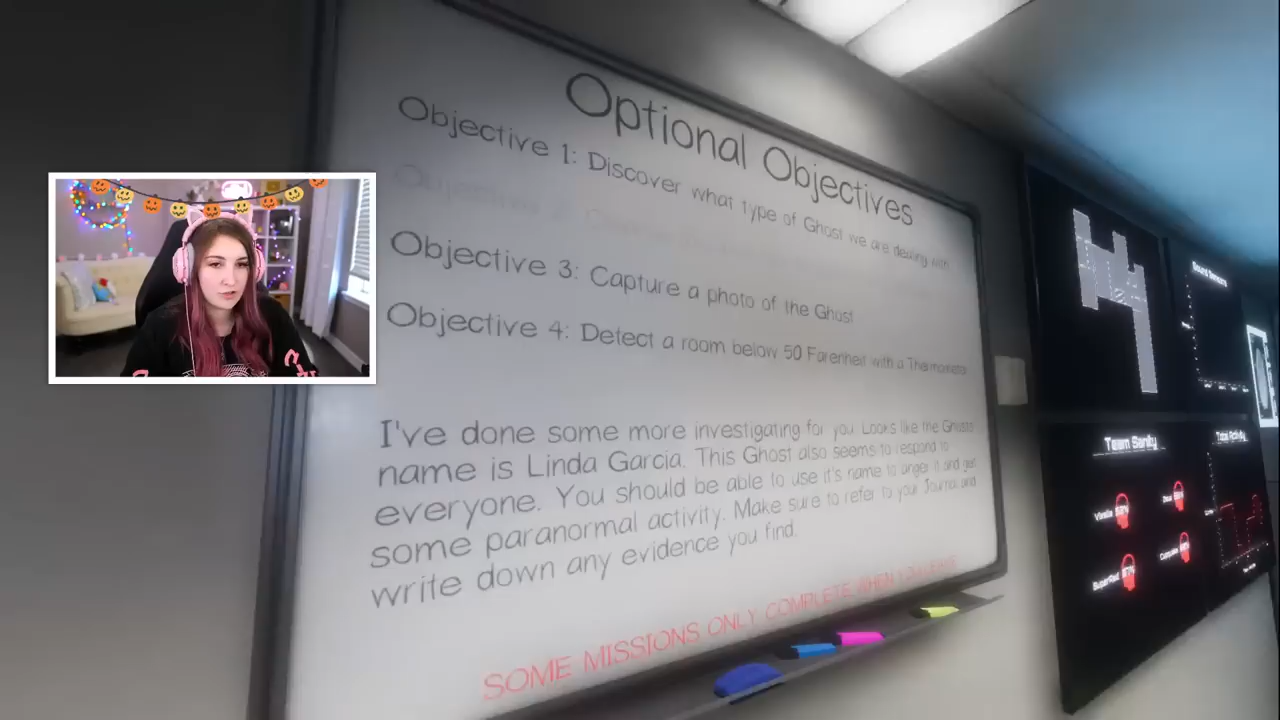 Optional Objectives
Objective 1: Discover what type of Ghost we are dealing with
Objective 3: Capture a photo of the Ghost
Objective 4: Detect a room below 50 Farenheit with a Thermometer
I've done some more investigating for you. Looks like the Ghosts
name is Linda Garcia. This Ghost also seems to respond to
everyone. You should be able to use it's name to anger it and get
some paranormal activity. Make sure to refer to your Journal and
write down any evidence you find.
SOME MISSIONS ONLY COMPLETE WHEN YOU LEAVE
Team Sanity
Total Activity